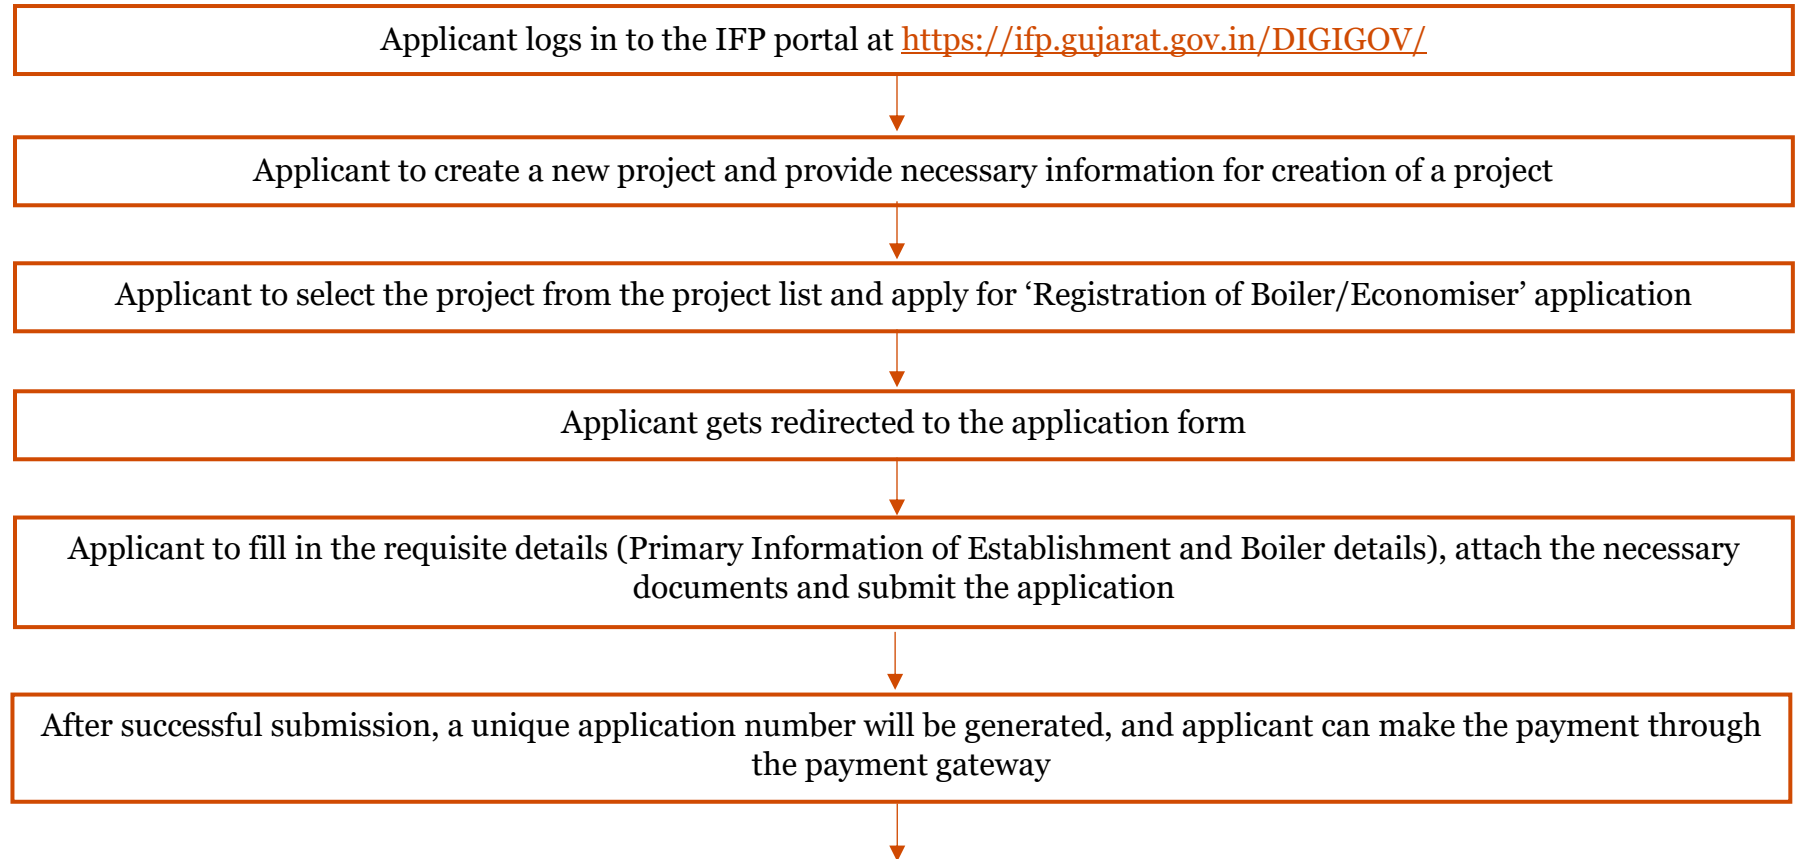 Applicant logs in to the IFP portal at https://ifp.gujarat.gov.in/DIGIGOV/
Applicant to create a new project and provide necessary information for creation of a project
Applicant to select the project from the project list and apply for ‘Registration of Boiler/Economiser’ application
Applicant gets redirected to the application form
Applicant to fill in the requisite details (Primary Information of Establishment and Boiler details), attach the necessary
documents and submit the application
After successful submission, a unique application number will be generated, and applicant can make the payment through
the payment gateway